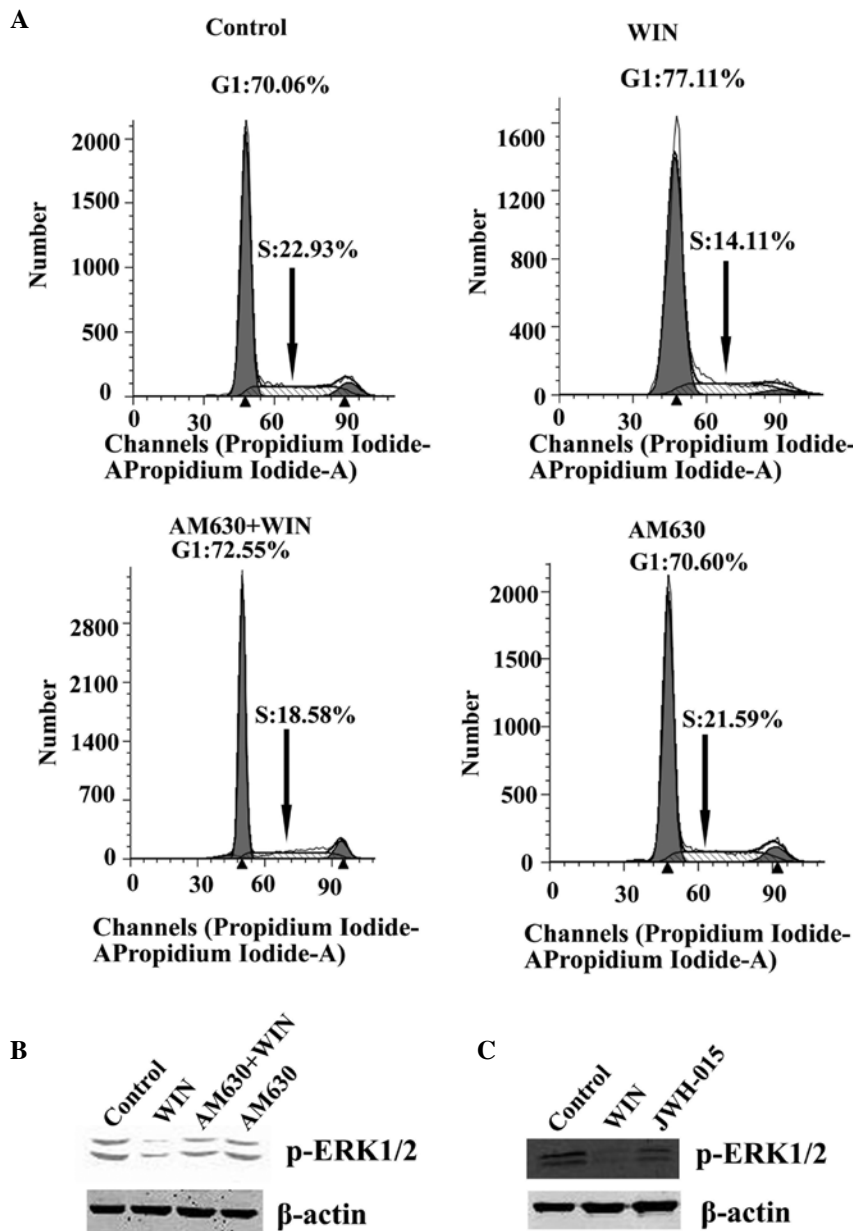 A
Control
G1:70.06%
S:22.93%
Number
2000
1500
1000
500
0
0 30 60 90
Channels (Propidium Iodide-
APropidium Iodide-A)
WIN
G1:77.11%
S:14.11%
Number
1600
1200
800
400
0
0 30 60 90
Channels (Propidium Iodide-
APropidium Iodide-A)
AM630+WIN
G1:72.55%
S:18.58%
Number
2800
2100
1400
700
0
0 30 60 90
Channels (Propidium Iodide-
APropidium Iodide-A)
AM630
G1:70.60%
S:21.59%
Number
2000
1500
1000
500
0
0 30 60 90
Channels (Propidium Iodide-
APropidium Iodide-A)
B
Control
WIN
AM630+WIN
AM630
p-ERK1/2
β-actin
C
Control
WIN
JWH-015
p-ERK1/2
β-actin